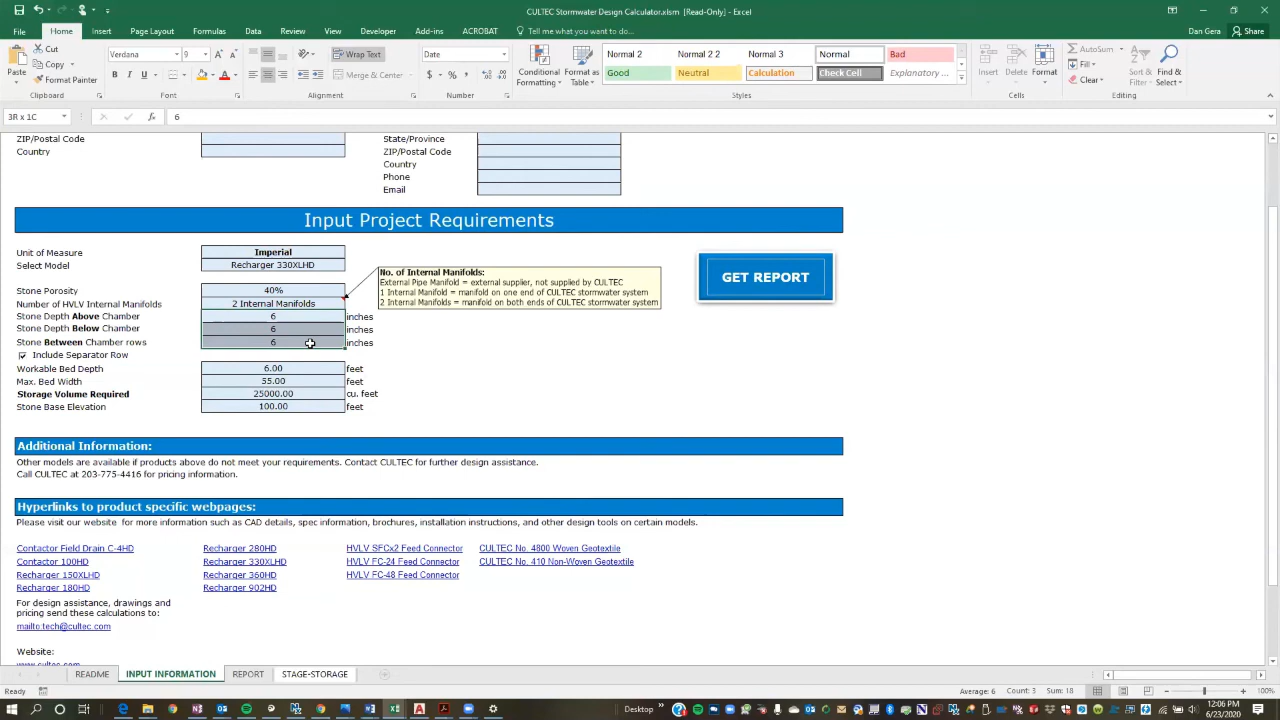 CULTEC Stormwater Design Calculator.xlsm [Read-Only] - Excel
File Home Insert Page Layout Formulas Data Review View Developer Add-ins ACROBAT Tell me what you want to do... Dan Gera Share
Cut
Copy
Format Painter
Paste
Verdana 9
Wrap Text
Merge & Center
Date
$ % ,
Conditional Formatting
Format as Table
Normal 2 Normal 2 2 Normal 3 Normal Bad
Good Neutral Calculation Check Cell Explanatory ...
Insert Delete Format
AutoSum
Fill
Clear
Sort & Filter
Find & Select
Clipboard Font Alignment Number Styles Cells Editing
3R x 1C 6
ZIP/Postal Code State/Province
Country ZIP/Postal Code
Country
Phone
Email
Input Project Requirements
Unit of Measure Imperial
Select Model Recharger 330XLHD
GET REPORT
Stone Porosity 40%
Number of HVLV Internal Manifolds 2 Internal Manifolds
No. of Internal Manifolds:
External Pipe Manifold = external supplier, not supplied by CULTEC
1 Internal Manifold = manifold on one end of CULTEC stormwater system
2 Internal Manifolds = manifold on both ends of CULTEC stormwater system
Stone Depth Above Chamber 6 inches
Stone Depth Below Chamber 6 inches
Stone Between Chamber rows 6 inches
Include Separator Row
Workable Bed Depth 6.00 feet
Max. Bed Width 55.00 feet
Storage Volume Required 25000.00 cu. feet
Stone Base Elevation 100.00 feet
Additional Information:
Other models are available if products above do not meet your requirements. Contact CULTEC for further design assistance.
Call CULTEC at 203-775-4416 for pricing information.
Hyperlinks to product specific webpages:
Please visit our website for more information such as CAD details, spec information, brochures, installation instructions, and other design tools on certain models.
Contactor Field Drain C-4HD Recharger 280HD HVLV SFCx2 Feed Connector CULTEC No. 4800 Woven Geotextile
Contactor 100HD Recharger 330XLHD HVLV FC-24 Feed Connector CULTEC No. 410 Non-Woven Geotextile
Recharger 150XLHD Recharger 360HD HVLV FC-48 Feed Connector
Recharger 180HD Recharger 902HD
For design assistance, drawings and
pricing send these calculations to:
mailto:tech@cultec.com
Website:
www.cultec.com
README INPUT INFORMATION REPORT STAGE-STORAGE
Ready Average: 6 Count: 3 Sum: 18 100%
Desktop
12:06 PM
6/23/2020